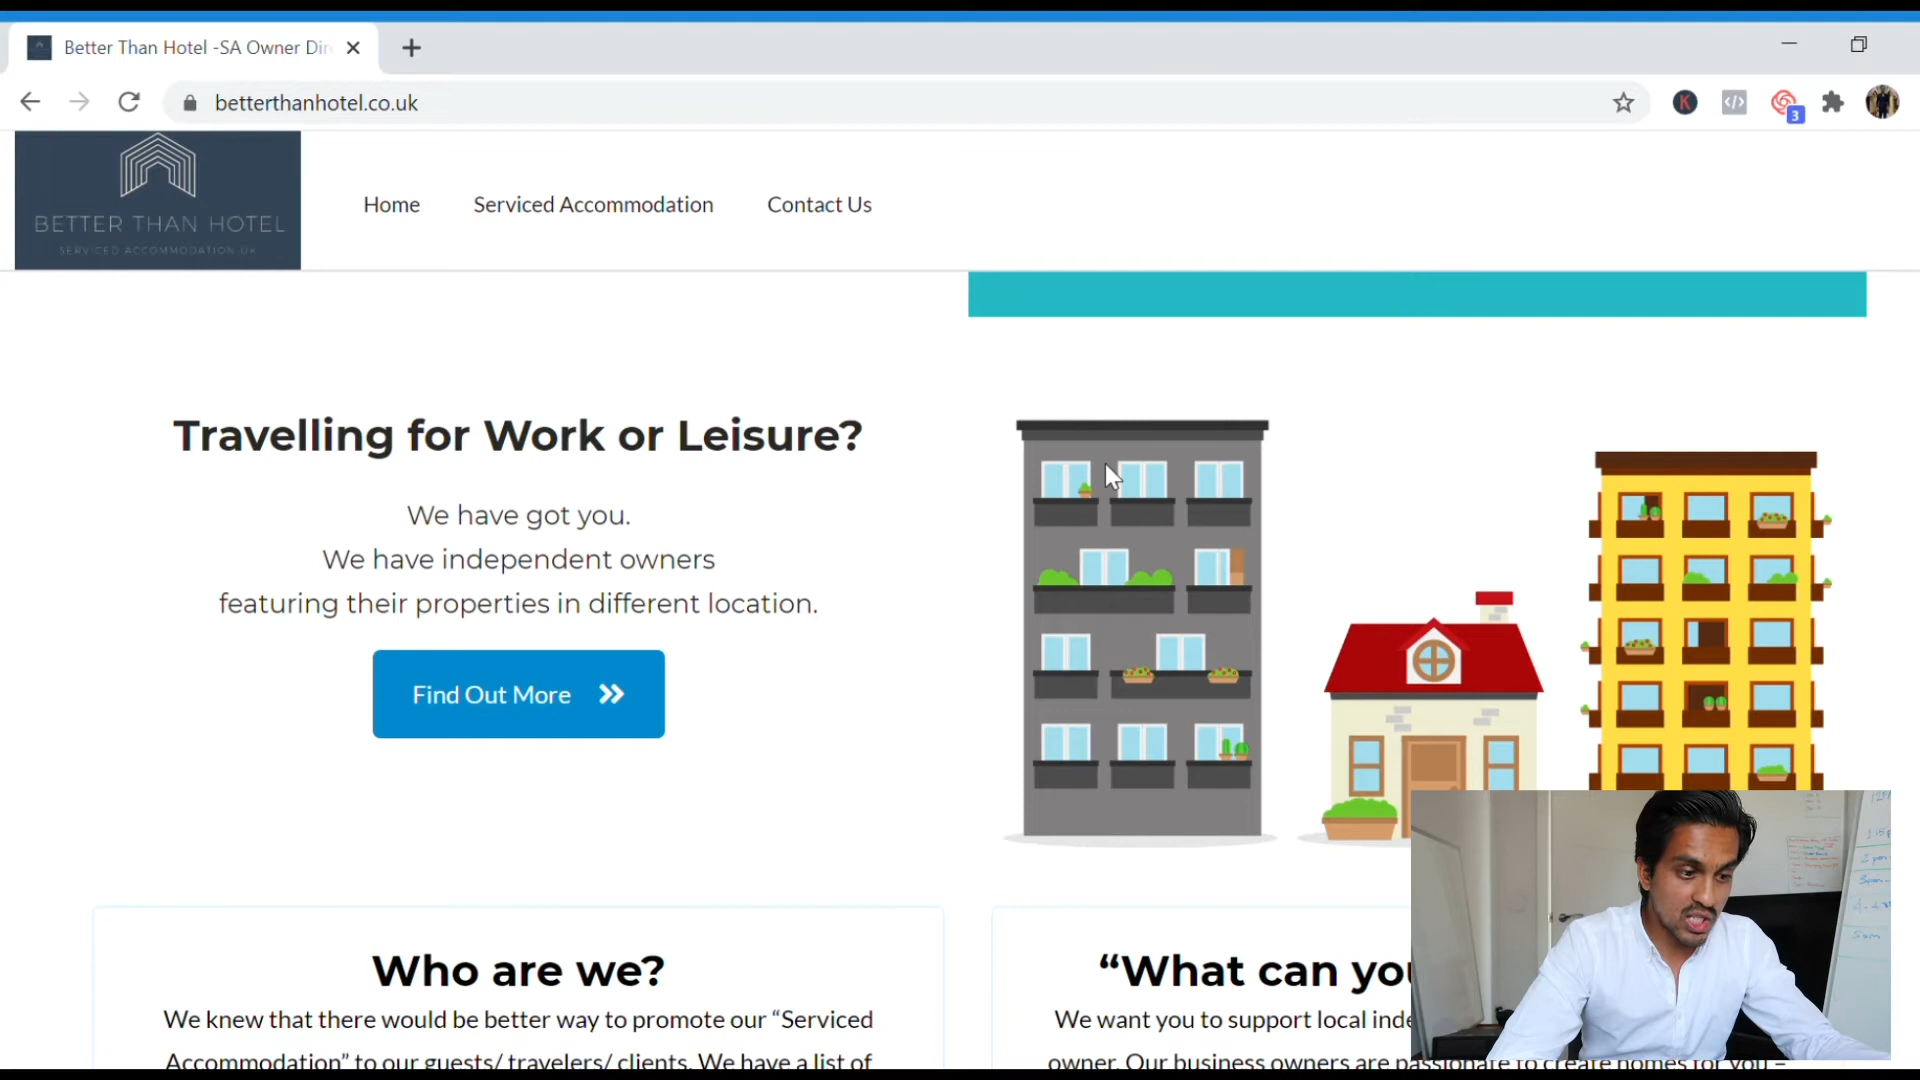 Better Than Hotel -SA Owner Dir
betterthanhotel.co.uk
K
3
BETTER THAN HOTEL
SERVICED ACCOMMODATION UK
Home
Serviced Accommodation
Contact Us
Travelling for Work or Leisure?
We have got you.
We have independent owners
featuring their properties in different location.
Find Out More
Who are we?
We knew that there would be better way to promote our “Serviced
Accommodation” to our guests/ travelers/ clients. We have a list of
“What can you
We want you to support local inde
owner. Our business owners are passionate to create homes for you –